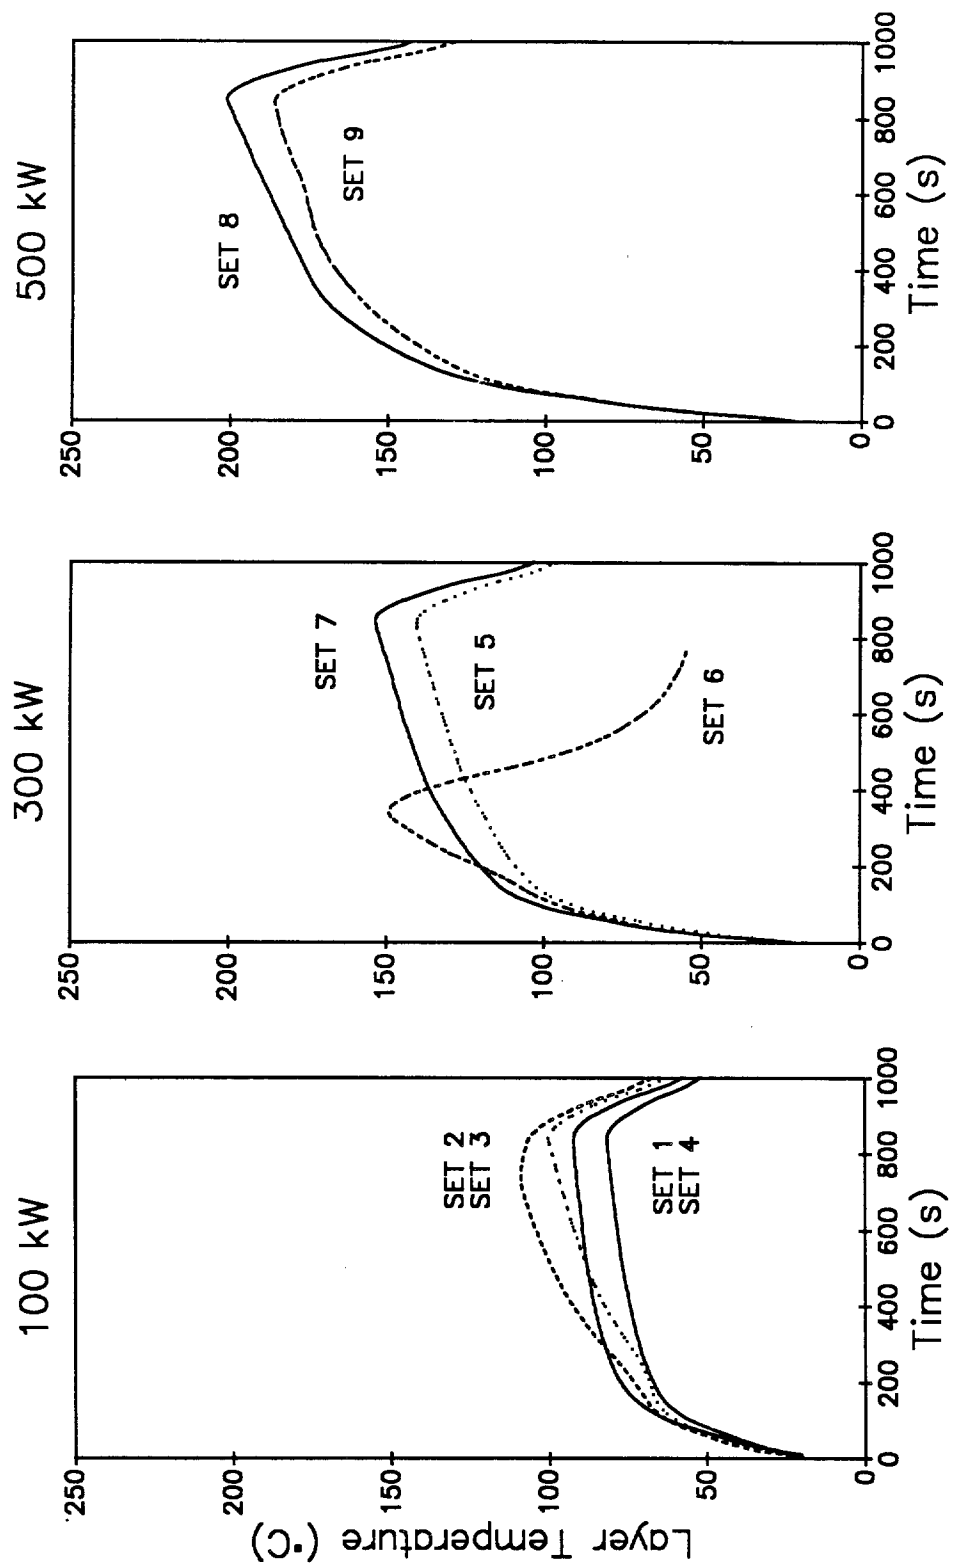 100 kW
Layer Temperature (°C)
250
200
150
100
50
0
SET 2
SET 3
SET 1
SET 4
0 200 400 600 800 1000
Time (s)
300 kW
250
200
150
100
50
0
SET 7
SET 5
SET 6
0 200 400 600 800 1000
Time (s)
500 kW
250
200
150
100
50
0
SET 8
SET 9
0 200 400 600 800 1000
Time (s)